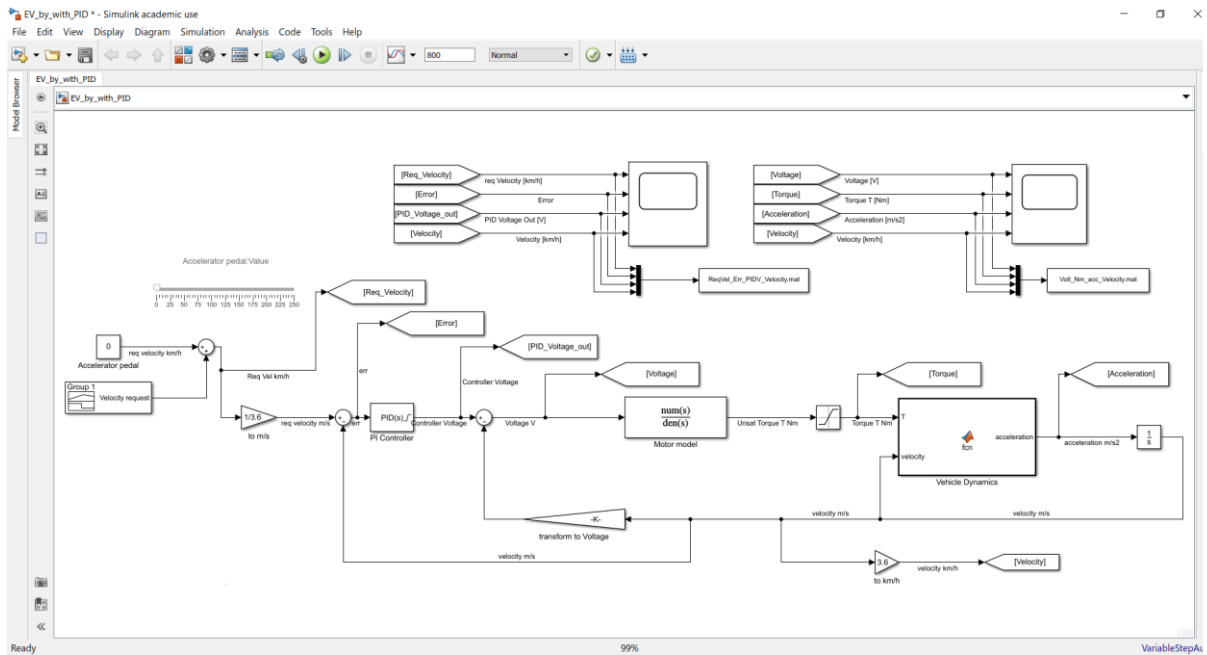 EV_by_with_PID * - Simulink academic use
File Edit View Display Diagram Simulation Analysis Code Tools Help
800
Normal
EV_by_with_PID
Model Browser
EV_by_with_PID
[Req_Velocity]
req Velocity [km/h]
[Error]
Error
[PID_Voltage_out]
PID Voltage Out [V]
[Velocity]
Velocity [km/h]
ReqVel_Err_PIDV_Velocity.mat
[Voltage]
Voltage [V]
[Torque]
Torque T [Nm]
[Acceleration]
Acceleration [m/s2]
[Velocity]
Velocity [km/h]
Volt_Nm_acc_Velocity.mat
Accelerator pedal:Value
0 25 50 75 100 125 150 175 200 225 250
[Req_Velocity]
[Error]
[PID_Voltage_out]
[Voltage]
[Torque]
[Acceleration]
0
req velocity km/h
Accelerator pedal
Req Vel km/h
err
Controller Voltage
Group 1
Velocity request
1/3.6
to m/s
req velocity m/s
err
PID(s)
PI Controller
Controller Voltage
Voltage V
num(s)
den(s)
Motor model
Unsat Torque T Nm
Torque T Nm
T
velocity
fcn
acceleration
Vehicle Dynamics
acceleration m/s2
1
s
-K-
transform to Voltage
velocity m/s
velocity m/s
velocity m/s
3.6
to km/h
velocity km/h
[Velocity]
Ready
99%
VariableStepAu